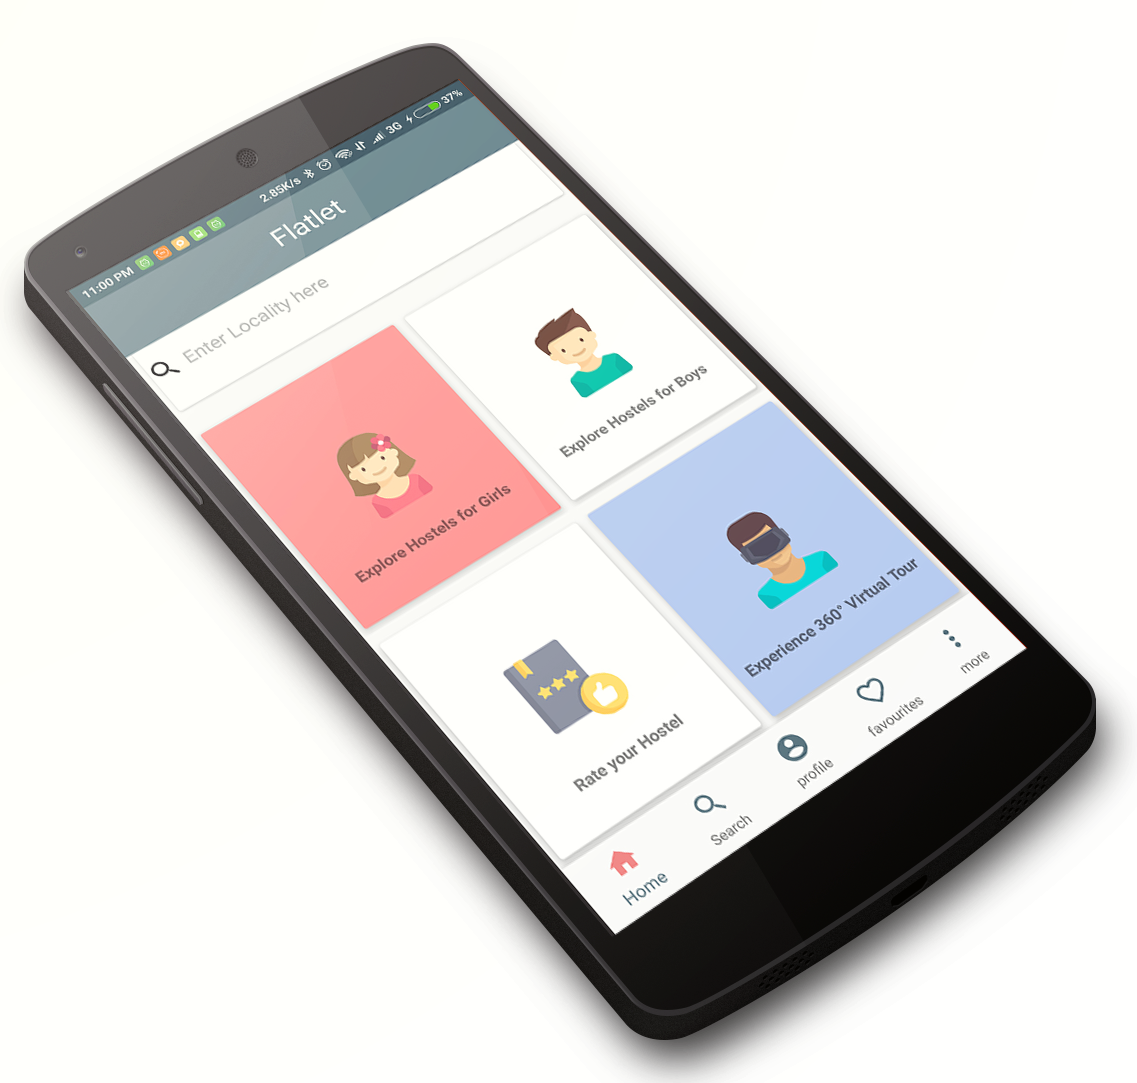 11:00 PM 2.85K/s 3G 37%
Flatlet
Enter Locality here
Explore Hostels for Girls
Explore Hostels for Boys
Rate your Hostel
Experience 360° Virtual Tour
Home
Search
profile
favourites
more